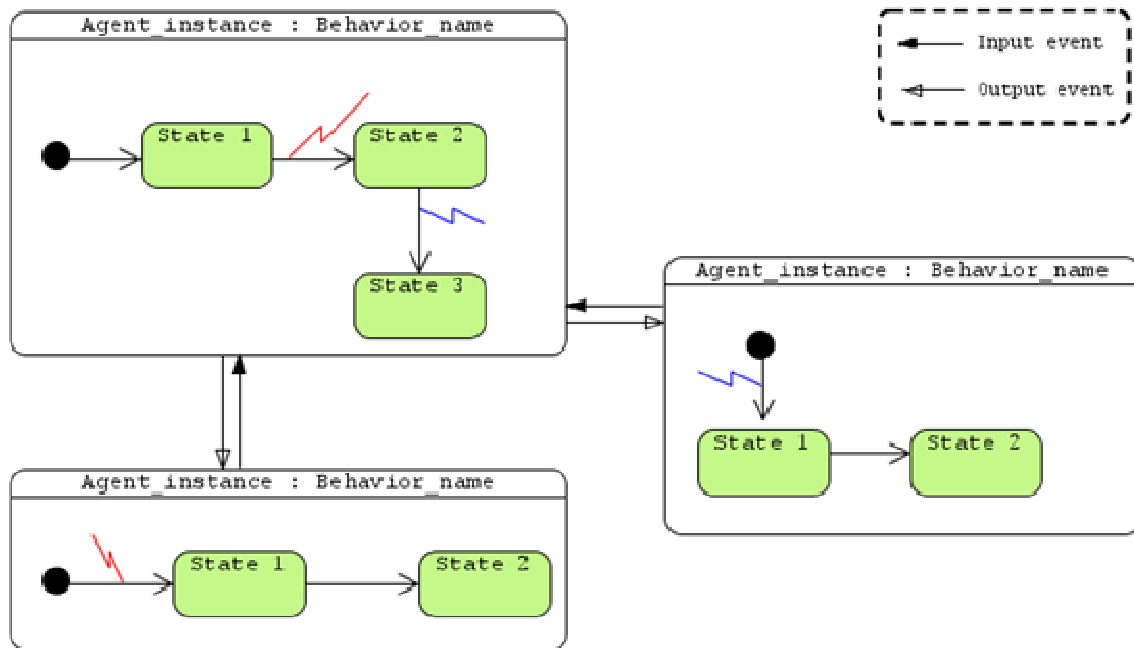 Agent_instance : Behavior_name
Input event
Output event
State 1
State 2
State 3
Agent_instance : Behavior_name
State 1
State 2
Agent_instance : Behavior_name
State 1
State 2